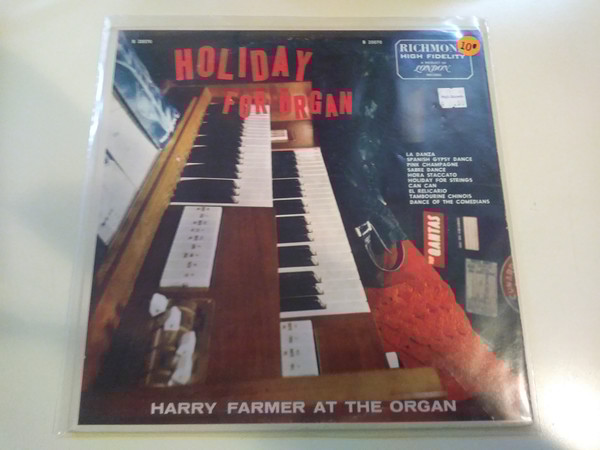 HOLIDAY
FOR ORGAN
RICHMOND
HIGH FIDELITY
LONDON
10¢
LA DANZA
SPANISH GYPSY DANCE
PINK CHAMPAGNE
SABRE DANCE
HORA STACCATO
HOLIDAY FOR STRINGS
CAN CAN
EL RELICARIO
TAMBOURINE CHINOIS
DANCE OF THE COMEDIANS
QANTAS
HARRY FARMER AT THE ORGAN